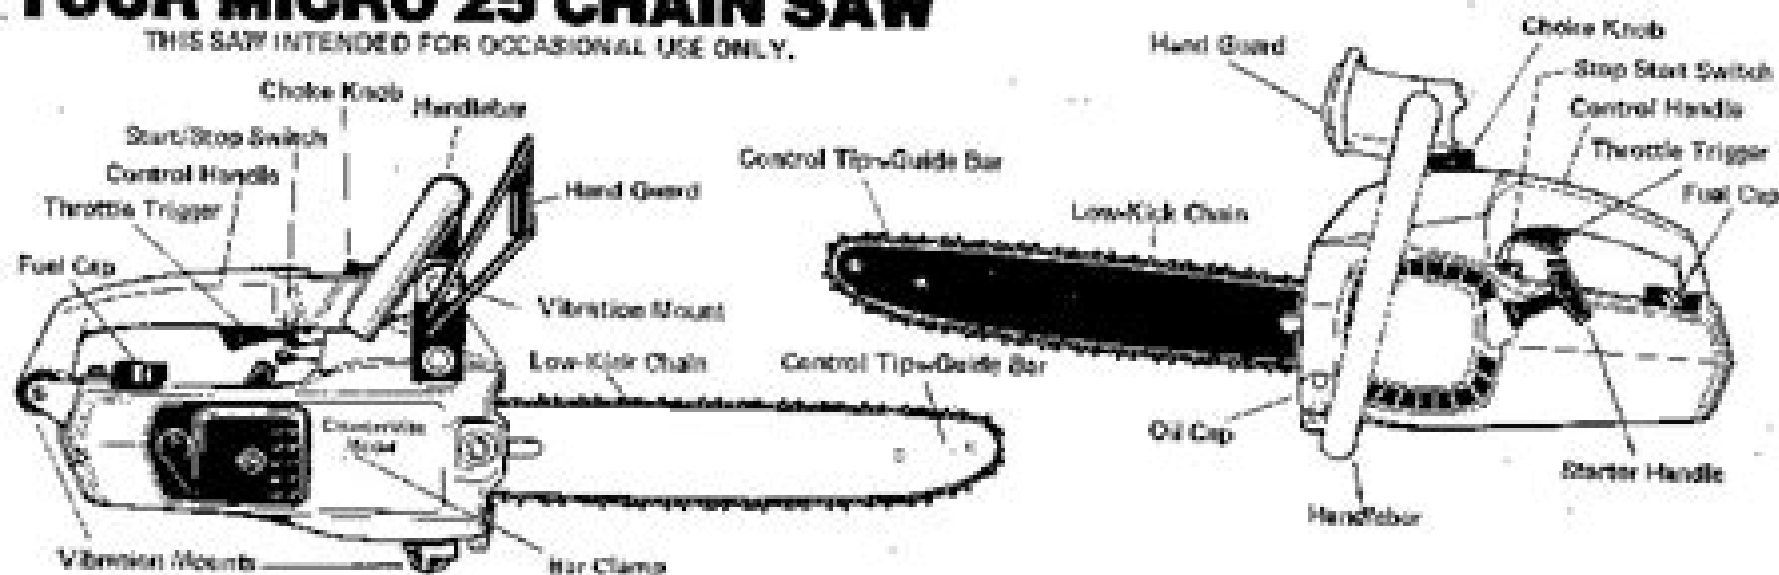 YOUR MICRO 25 CHAIN SAW
THIS SAW INTENDED FOR OCCASIONAL USE ONLY.
Choke Knob
Handlebar
Start/Stop Switch
Control Handle
Throttle Trigger
Fuel Cap
Hand Guard
Vibration Mount
Low-Kick Chain
Control Tip Guide Bar
Vibration Mounts
Bar Clamp
Hand Guard
Choke Knob
Stop Start Switch
Control Handle
Throttle Trigger
Fuel Cap
Control Tip Guide Bar
Low-Kick Chain
Oil Cap
Starter Handle
Handlebar